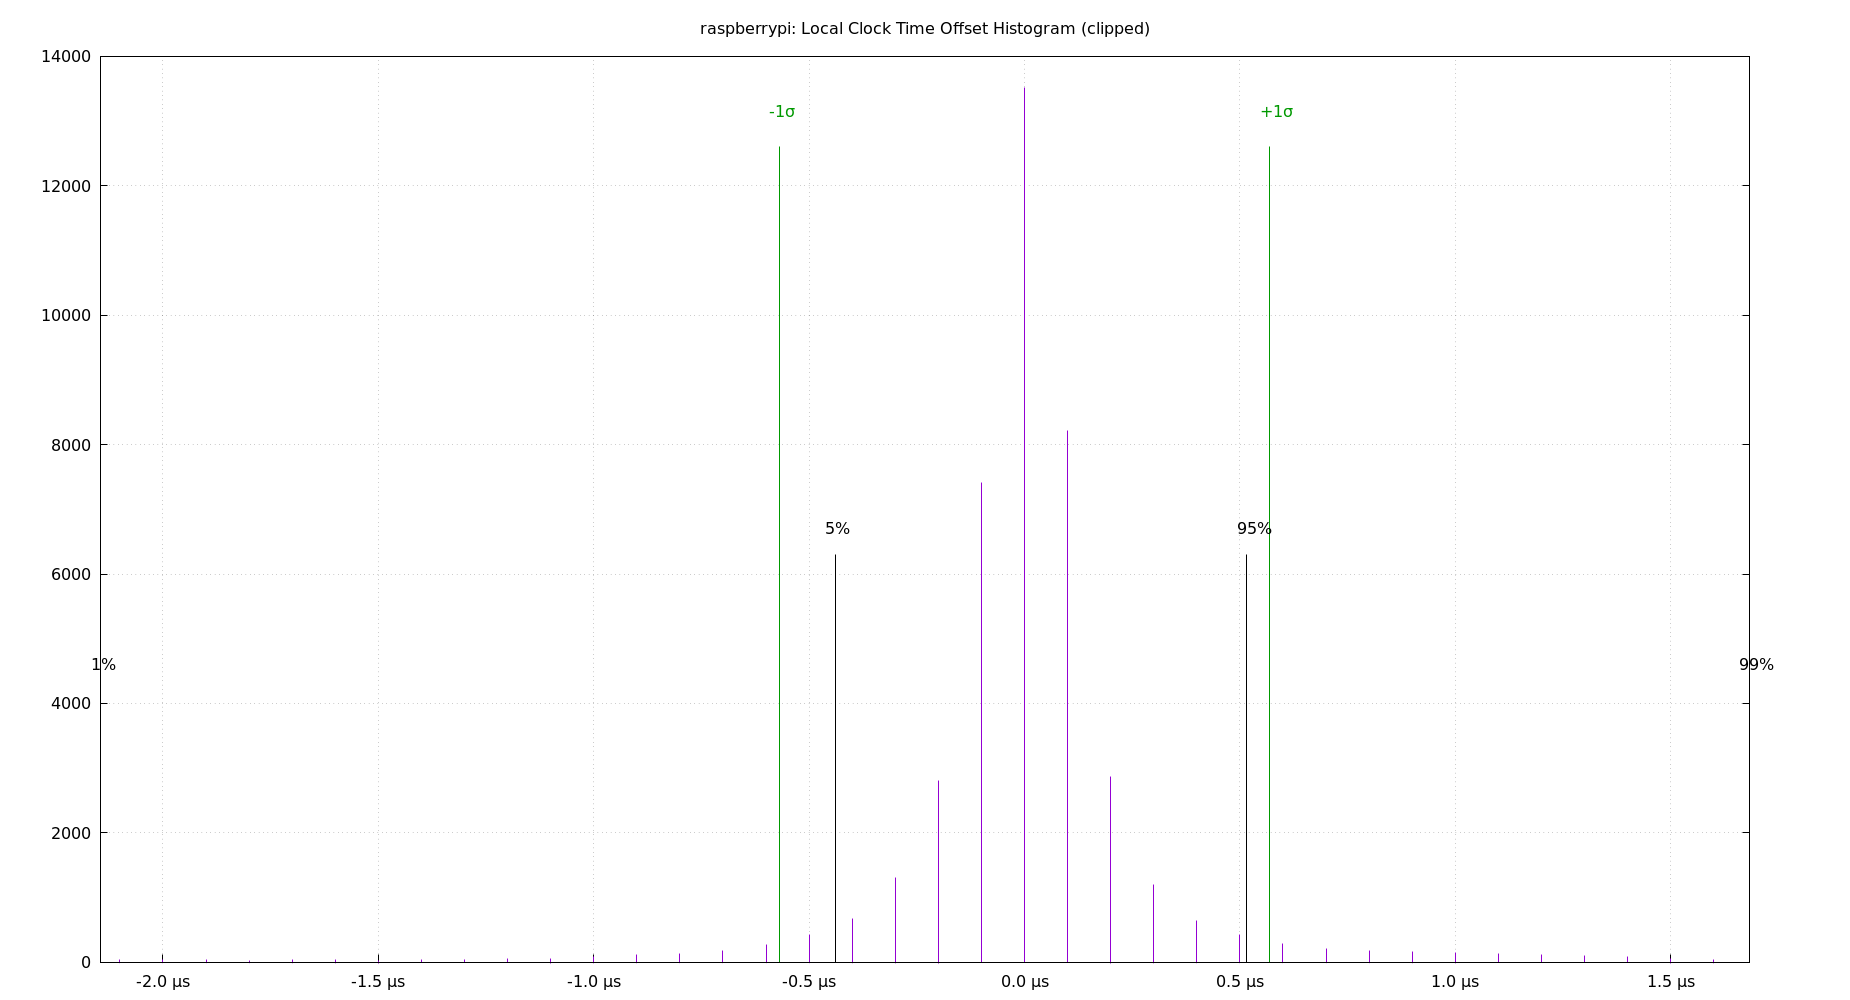 raspberrypi: Local Clock Time Offset Histogram (clipped)
14000
-1σ
+1σ
12000
10000
8000
5%
95%
6000
1%
99%
4000
2000
0
-2.0 µs
-1.5 µs
-1.0 µs
-0.5 µs
0.0 µs
0.5 µs
1.0 µs
1.5 µs